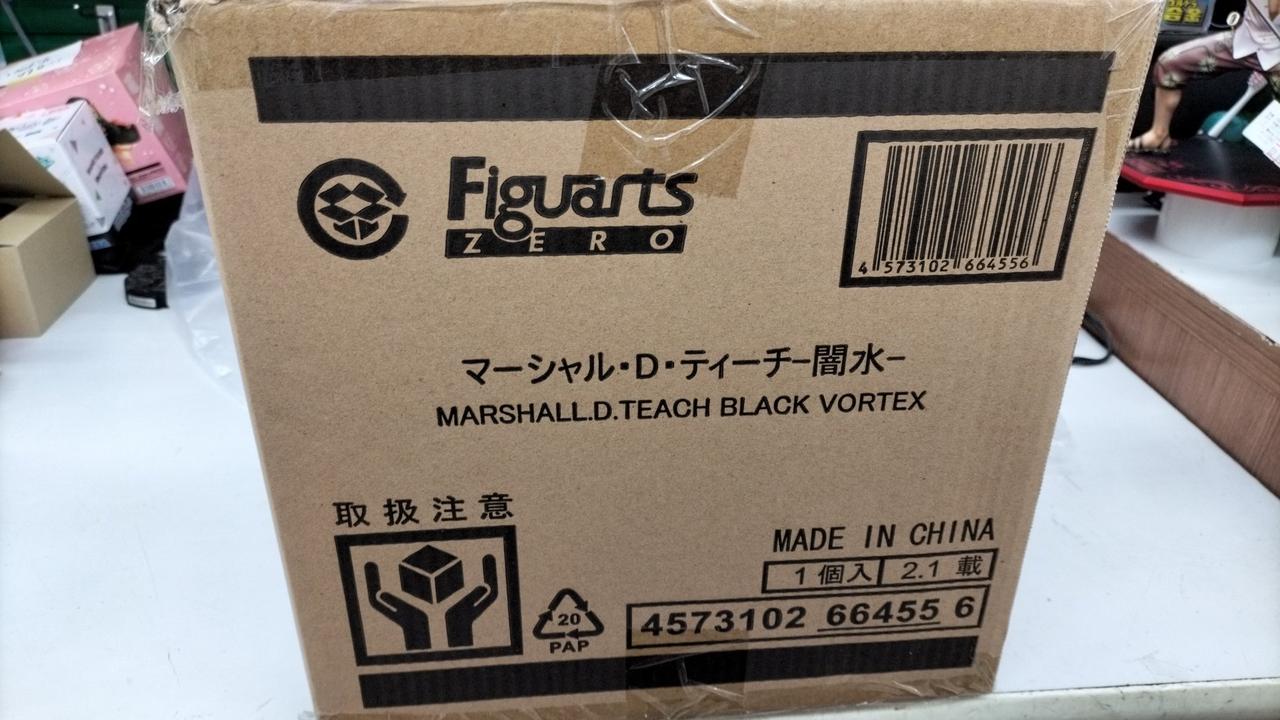 Figuarts
ZERO
4 573102 664556
マーシャル・D・ティーチ-闇水-
MARSHALL.D.TEACH BLACK VORTEX
取扱注意
MADE IN CHINA
1個入 2.1 載
4573102 66455 6
20
PAP
合金